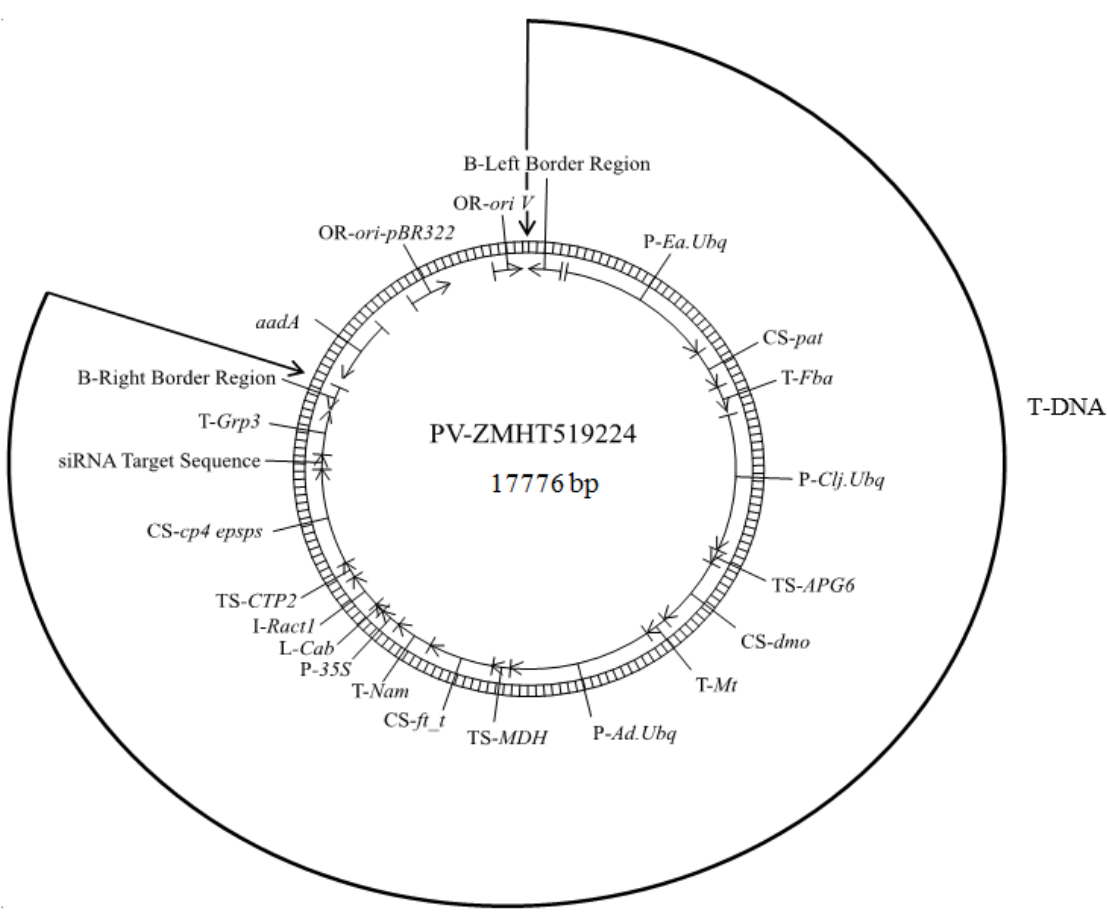 B-Left Border Region
OR-ori V
OR-ori-pBR322
P-Ea.Ubq
aadA
CS-pat
B-Right Border Region
T-Fba
T-DNA
T-Grp3
PV-ZMHT519224
siRNA Target Sequence
17776 bp
P-Clj.Ubq
CS-cp4 epsps
TS-APG6
TS-CTP2
I-Ract1
CS-dmo
L-Cab
P-35S
T-Nam
T-Mt
CS-ft_t
TS-MDH
P-Ad.Ubq